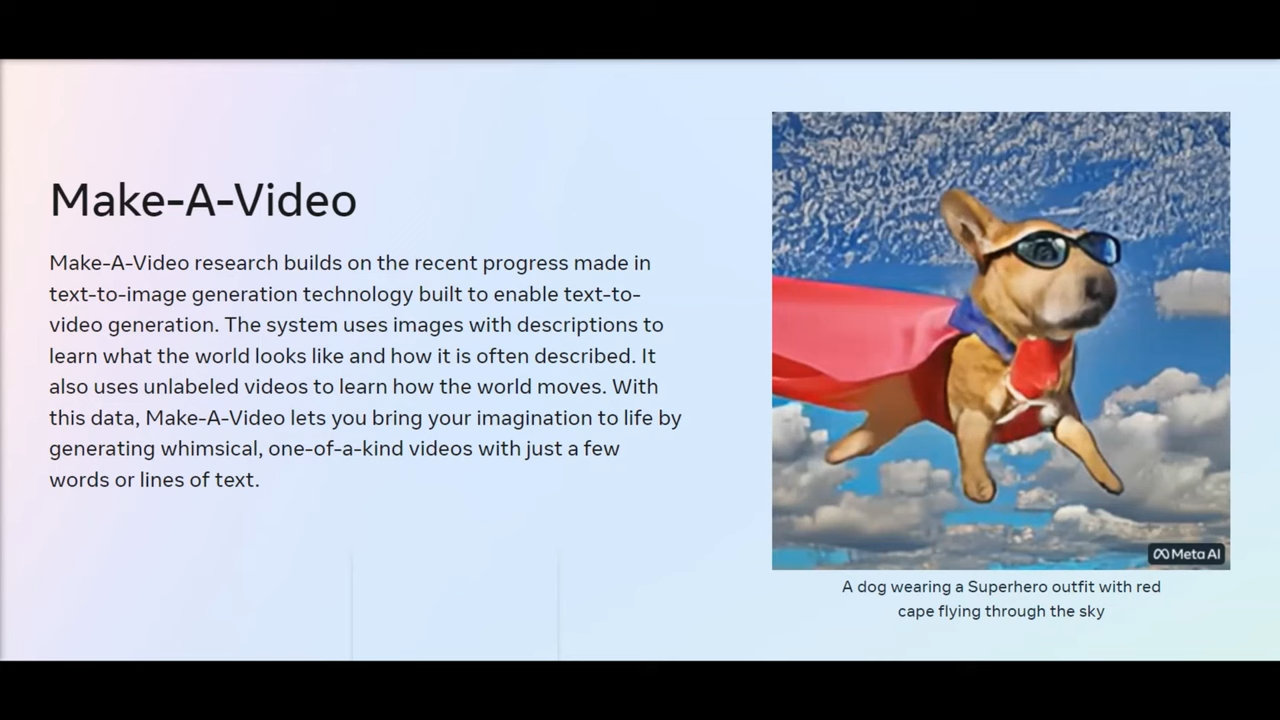 Make-A-Video
Make-A-Video research builds on the recent progress made in
text-to-image generation technology built to enable text-to-
video generation. The system uses images with descriptions to
learn what the world looks like and how it is often described. It
also uses unlabeled videos to learn how the world moves. With
this data, Make-A-Video lets you bring your imagination to life by
generating whimsical, one-of-a-kind videos with just a few
words or lines of text.
Meta AI
A dog wearing a Superhero outfit with red
cape flying through the sky